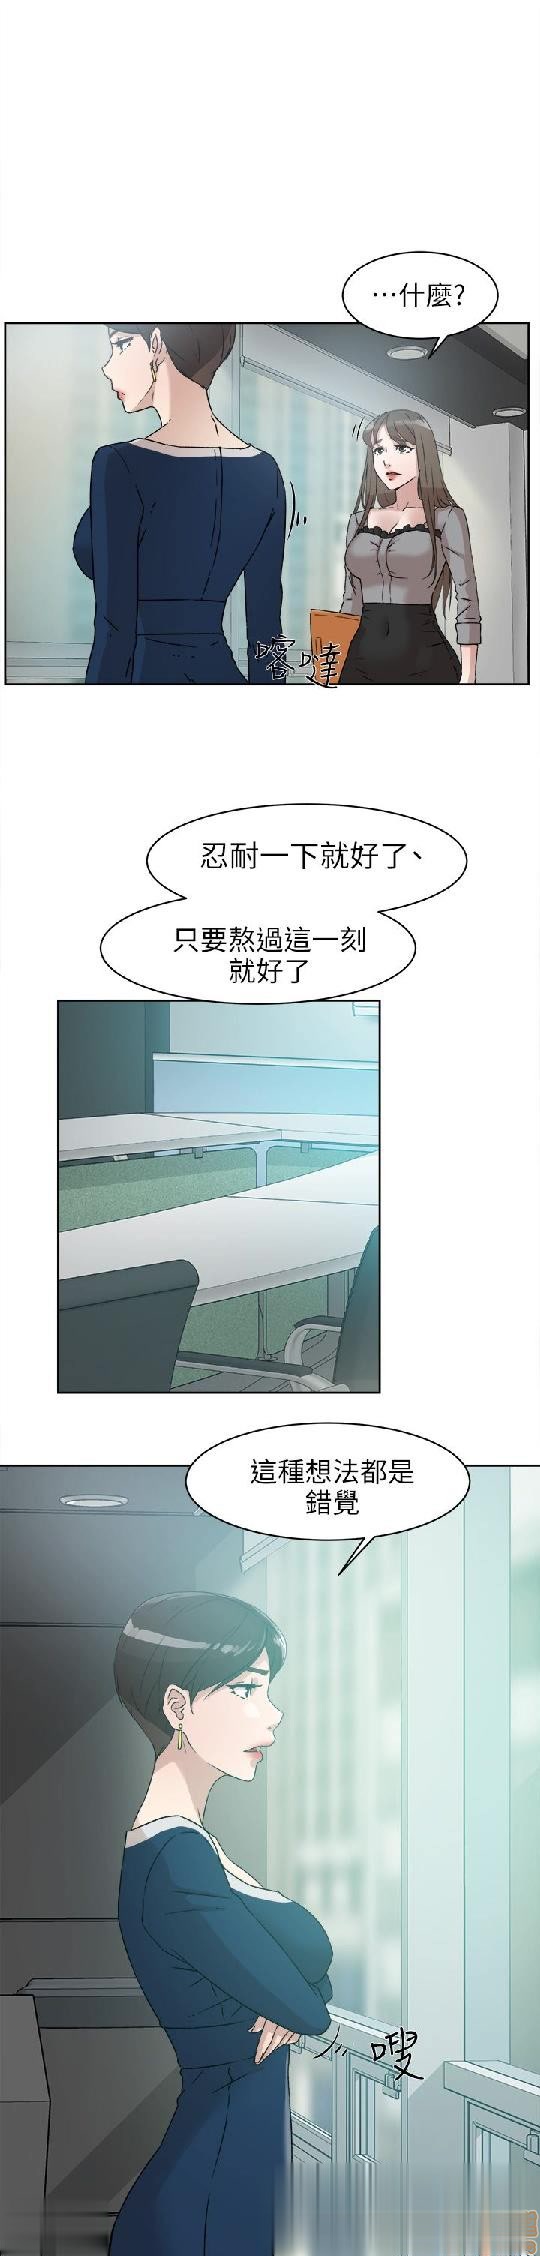 …什麼?
喀噠
忍耐一下就好了、
只要熬過這一刻
就好了
這種想法都是
錯覺
嗖